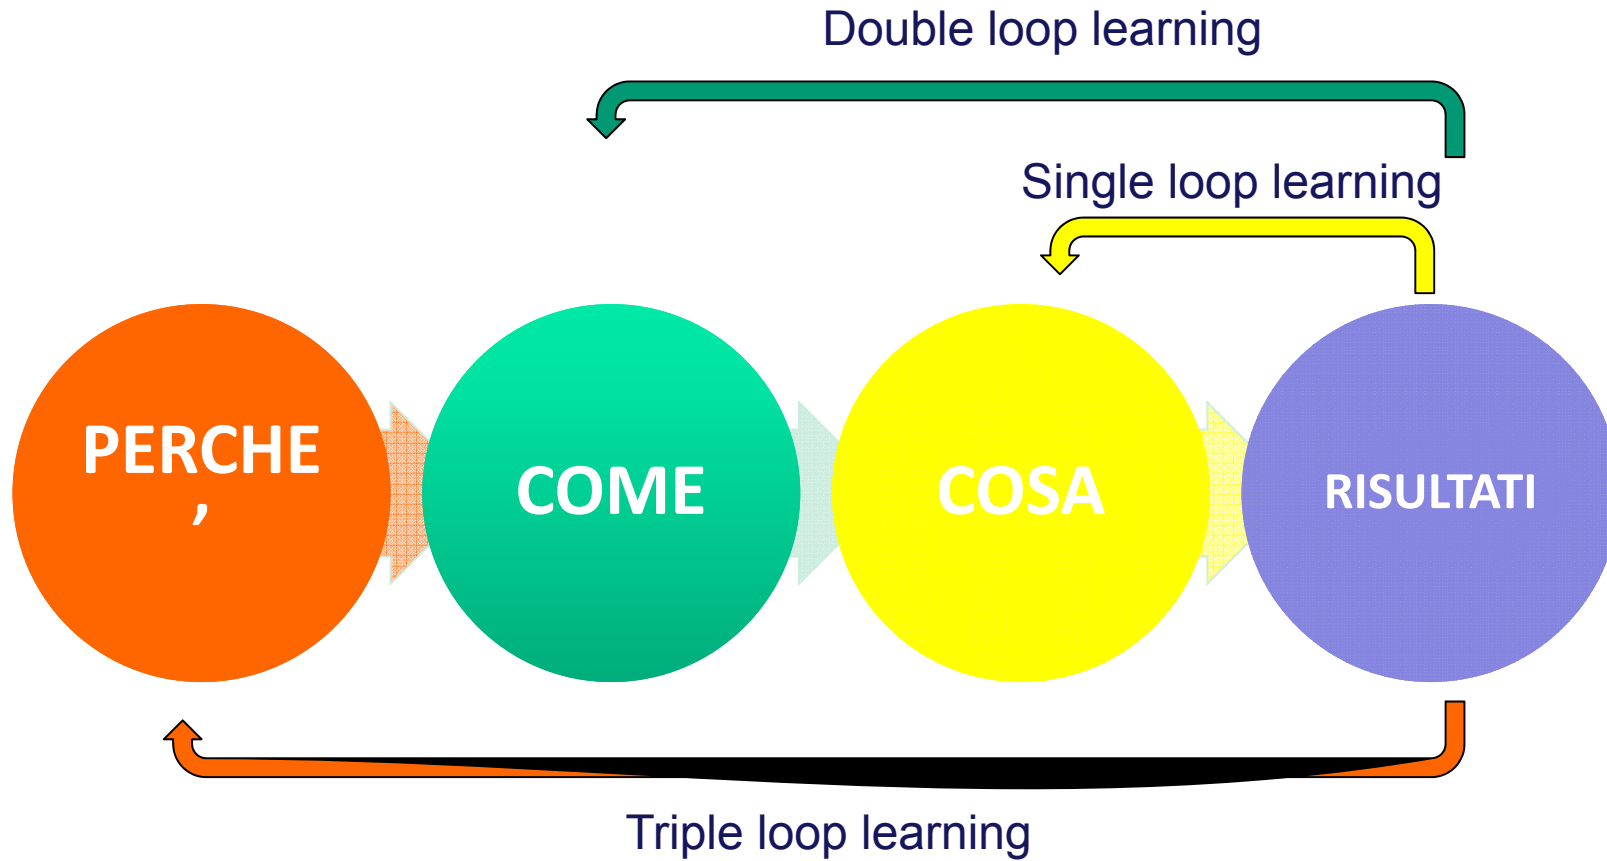 Double loop learning
Single loop learning
PERCHE
’
COME
COSA
RISULTATI
Triple loop learning